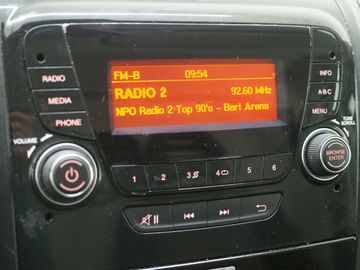 FM-B 09:54
RADIO 2 92.60 MHz
NPO Radio 2-Top 90's - Bart Arens
RADIO
MEDIA
PHONE
INFO
A-B-C
MENU
VOLUME
TUNE
SCROLL
BROWSE
ENTER
1 2 3 4 5 6